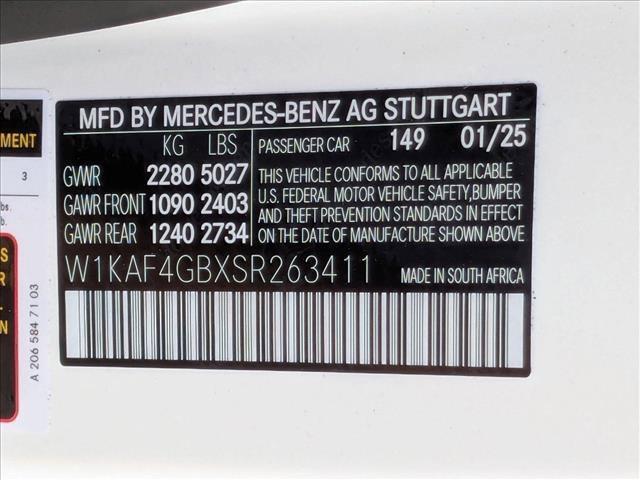 MFD BY MERCEDES-BENZ AG STUTTGART
KG LBS
GWR 2280 5027
GAWR FRONT 1090 2403
GAWR REAR 1240 2734
PASSENGER CAR 149 01/25
THIS VEHICLE CONFORMS TO ALL APPLICABLE
U.S. FEDERAL MOTOR VEHICLE SAFETY,BUMPER
AND THEFT PREVENTION STANDARDS IN EFFECT
ON THE DATE OF MANUFACTURE SHOWN ABOVE.
W1KAF4GBXSR263411
MADE IN SOUTH AFRICA
MENT
3
lbs.
lb.
S
R
N
A 206 584 71 03